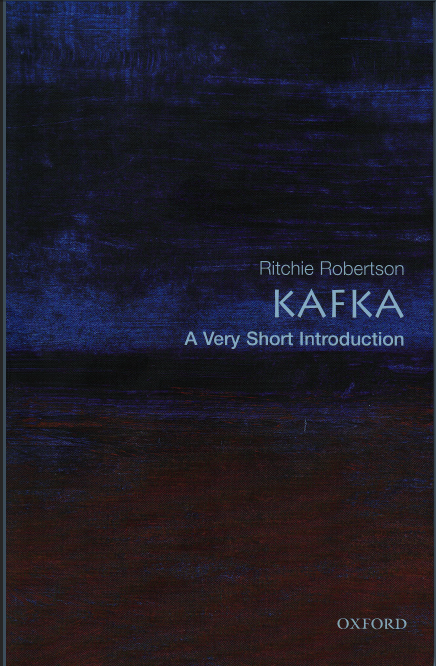 Ritchie Robertson
KAFKA
A Very Short Introduction
OXFORD